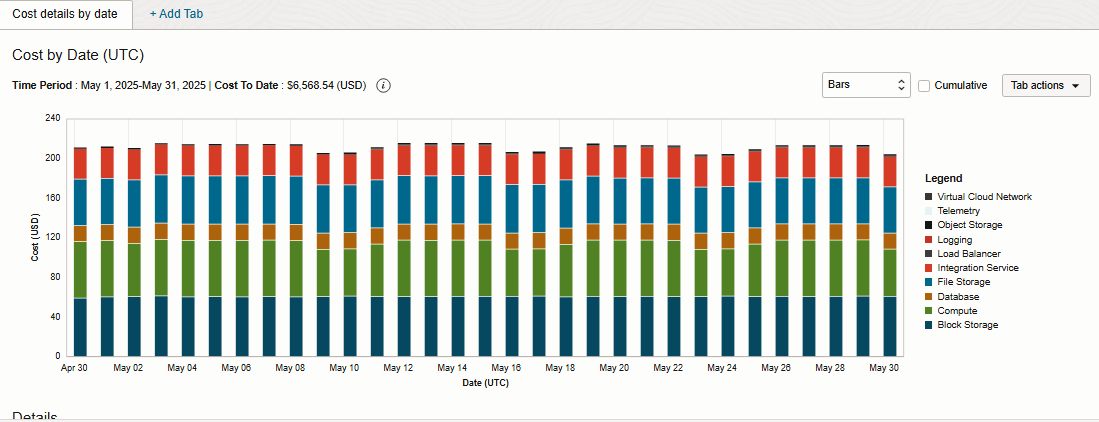 Cost details by date
+ Add Tab
Cost by Date (UTC)
Time Period : May 1, 2025-May 31, 2025 | Cost To Date : $6,568.54 (USD) i
Bars
Cumulative
Tab actions
240
200
160
120
80
40
0
Cost (USD)
Apr 30 May 02 May 04 May 06 May 08 May 10 May 12 May 14 May 16 May 18 May 20 May 22 May 24 May 26 May 28 May 30
Date (UTC)
Legend
Virtual Cloud Network
Telemetry
Object Storage
Logging
Load Balancer
Integration Service
File Storage
Database
Compute
Block Storage
Details